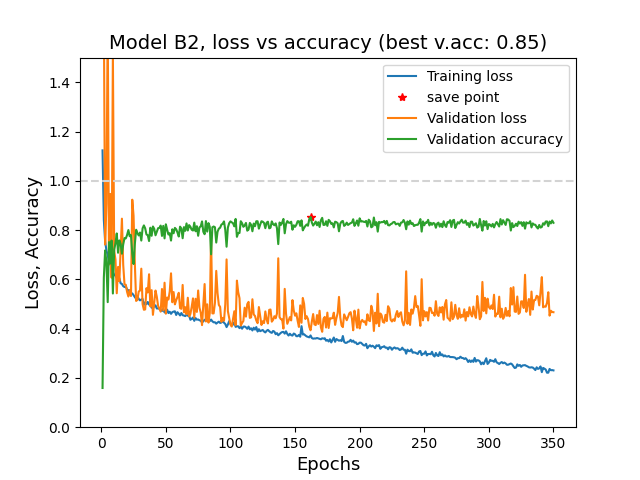 Model B2, loss vs accuracy (best v.acc: 0.85)
Training loss
save point
Validation loss
Validation accuracy
Loss, Accuracy
1.4
1.2
1.0
0.8
0.6
0.4
0.2
0.0
0 50 100 150 200 250 300 350
Epochs